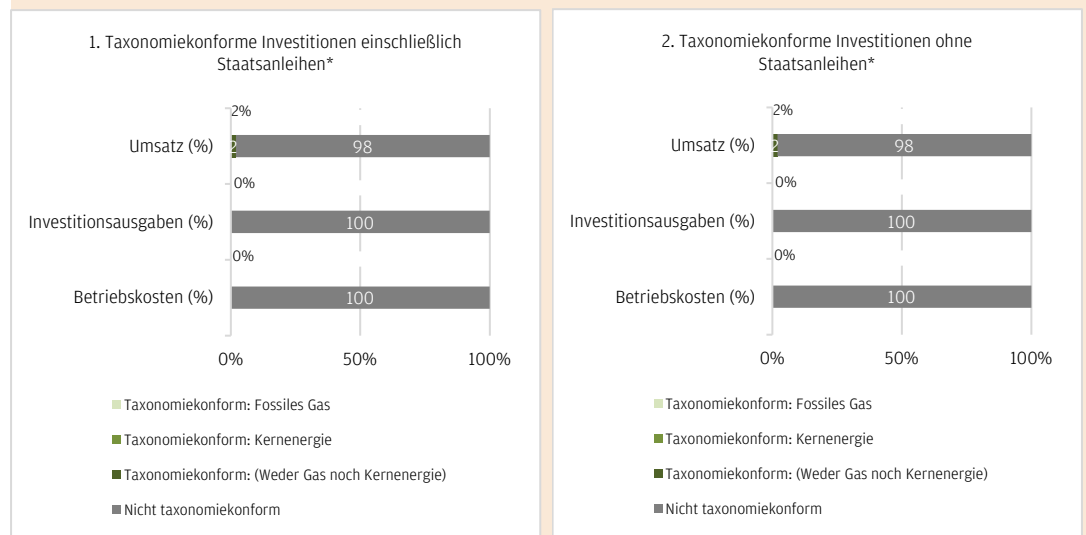 1. Taxonomiekonforme Investitionen einschließlich
Staatsanleihen*
2%
Umsatz (%)
2
98
0%
Investitionsausgaben (%)
100
0%
Betriebskosten (%)
100
0%
50%
100%
Taxonomiekonform: Fossiles Gas
Taxonomiekonform: Kernenergie
Taxonomiekonform: (Weder Gas noch Kernenergie)
Nicht taxonomiekonform
2. Taxonomiekonforme Investitionen ohne
Staatsanleihen*
2%
Umsatz (%)
2
98
0%
Investitionsausgaben (%)
100
0%
Betriebskosten (%)
100
0%
50%
100%
Taxonomiekonform: Fossiles Gas
Taxonomiekonform: Kernenergie
Taxonomiekonform: (Weder Gas noch Kernenergie)
Nicht taxonomiekonform